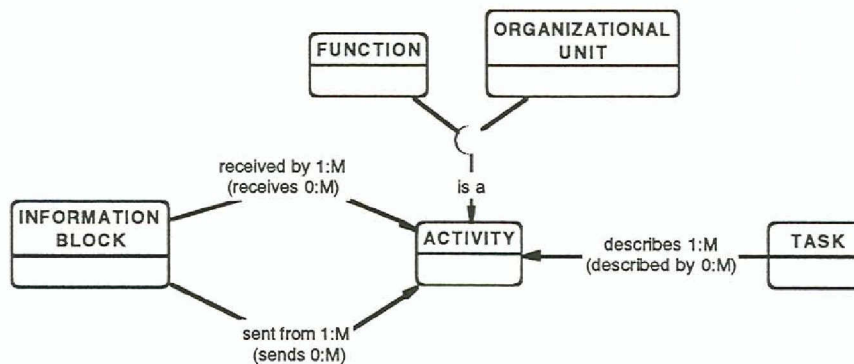 FUNCTION
ORGANIZATIONAL
UNIT
received by 1:M
(receives 0:M)
is a
INFORMATION
BLOCK
ACTIVITY
describes 1:M
(described by 0:M)
TASK
sent from 1:M
(sends 0:M)